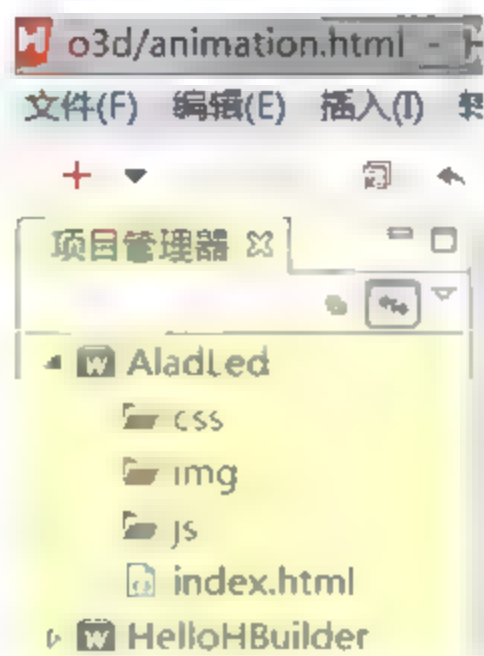 H o3d/animation.html - H
文件(F) 编辑(E) 插入(I) 转
项目管理器
W AladLed
css
img
js
index.html
W HelloHBuilder